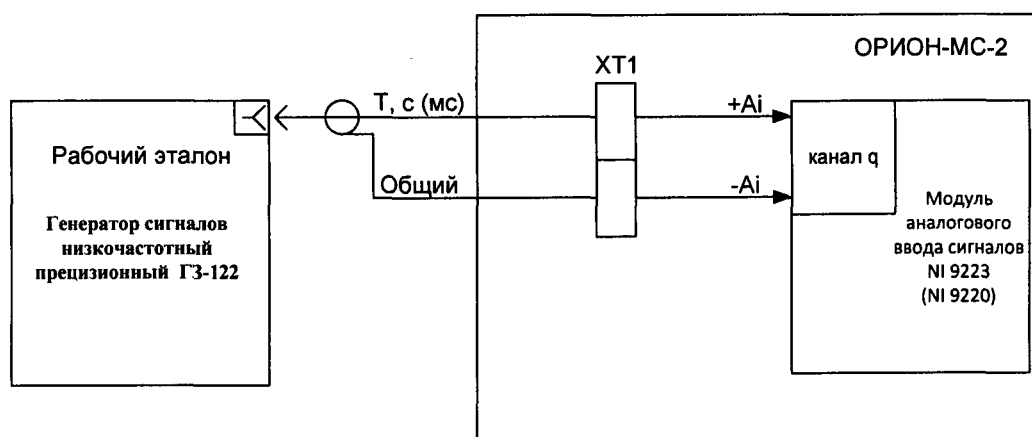 ОРИОН-МС-2
XT1
Т, с (мс)
+Ai
Рабочий эталон
канал q
Общий
-Ai
Генератор сигналов
низкочастотный
прецизионный ГЗ-122
Модуль
аналогового
ввода сигналов
NI 9223
(NI 9220)